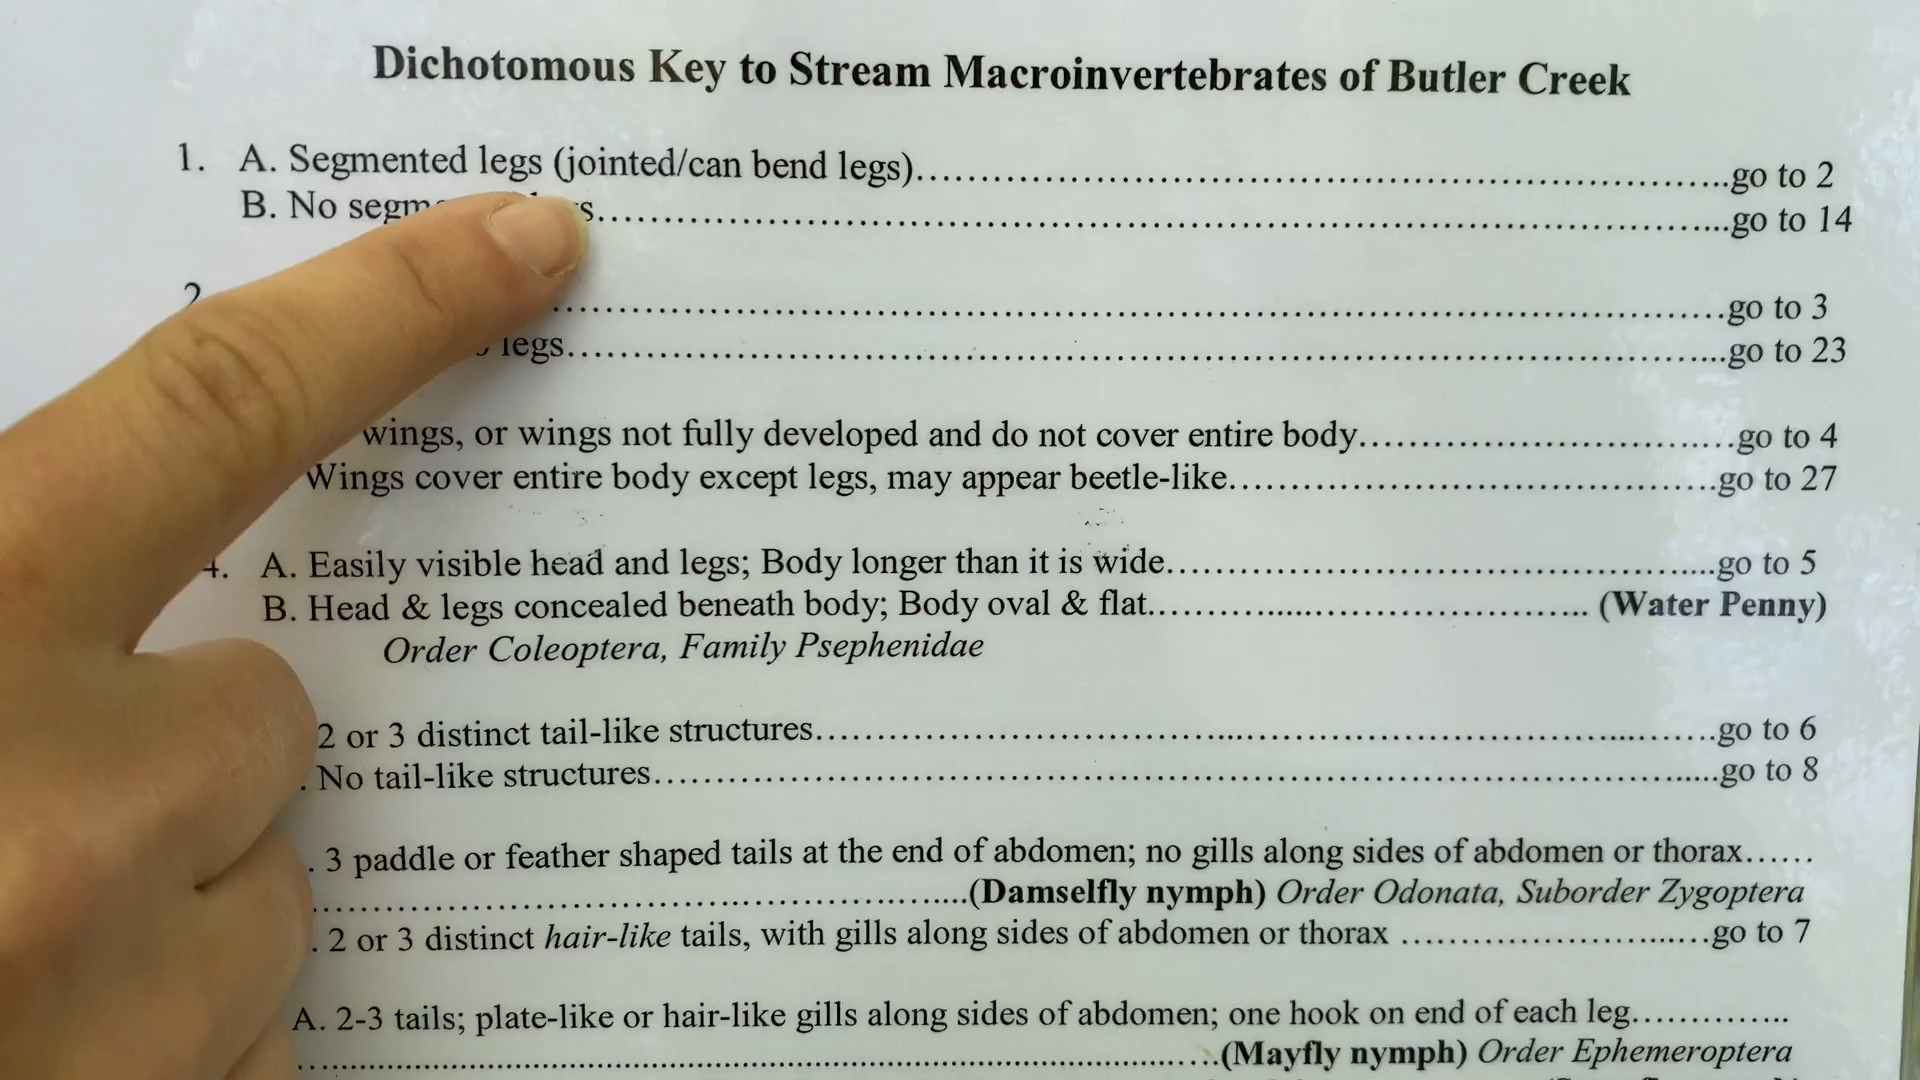 Dichotomous Key to Stream Macroinvertebrates of Butler Creek
1. A. Segmented legs (jointed/can bend legs)..........go to 2
B. No ..........go to 14
2 ..........go to 3
legs..........go to 23
wings, or wings not fully developed and do not cover entire body..........go to 4
Wings cover entire body except legs, may appear beetle-like..........go to 27
4. A. Easily visible head and legs; Body longer than it is wide..........go to 5
B. Head & legs concealed beneath body; Body oval & flat.......... (Water Penny)
Order Coleoptera, Family Psephenidae
2 or 3 distinct tail-like structures..........go to 6
. No tail-like structures..........go to 8
. 3 paddle or feather shaped tails at the end of abdomen; no gills along sides of abdomen or thorax......
..........(Damselfly nymph) Order Odonata, Suborder Zygoptera
. 2 or 3 distinct hair-like tails, with gills along sides of abdomen or thorax ..........go to 7
A. 2-3 tails; plate-like or hair-like gills along sides of abdomen; one hook on end of each leg..........
..........(Mayfly nymph) Order Ephemeroptera